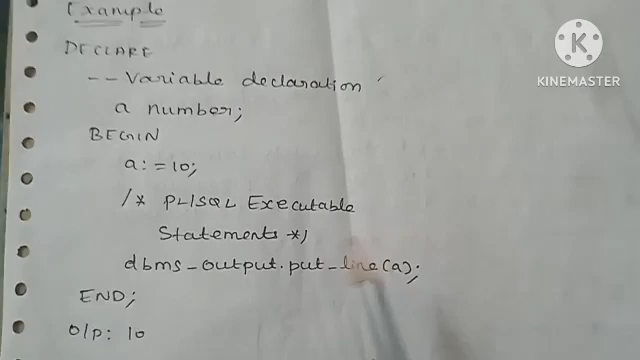 Example
DECLARE
-- Variable declaration
a number;
BEGIN
a:=10;
/* PL/SQL Executable
Statements */
dbms_output.put_line(a);
END;
O/P: 10
K
KINEMASTER